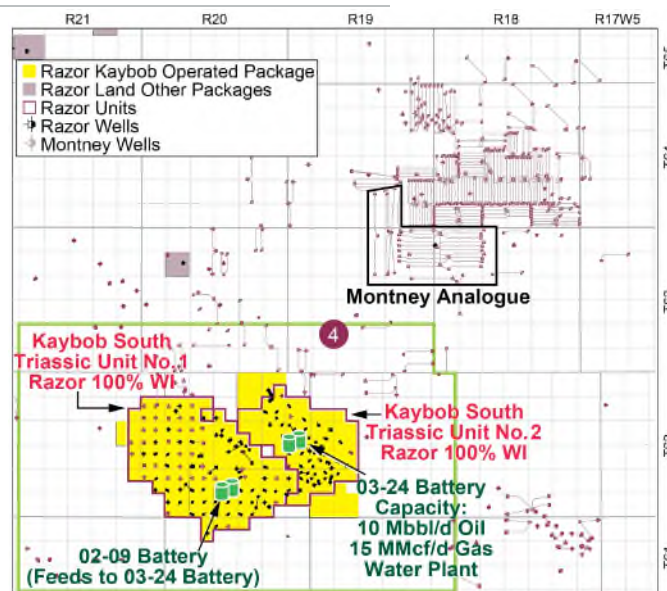 R21 R20 R19 R18 R17W5
Razor Kaybob Operated Package
Razor Land Other Packages
Razor Units
Razor Wells
Montney Wells
Montney Analogue
4
Kaybob South
Triassic Unit No.1
Razor 100% WI
Kaybob South
Triassic Unit No.2
Razor 100% WI
03-24 Battery
Capacity:
10 Mbbl/d Oil
15 MMcf/d Gas
Water Plant
02-09 Battery
(Feeds to 03-24 Battery)